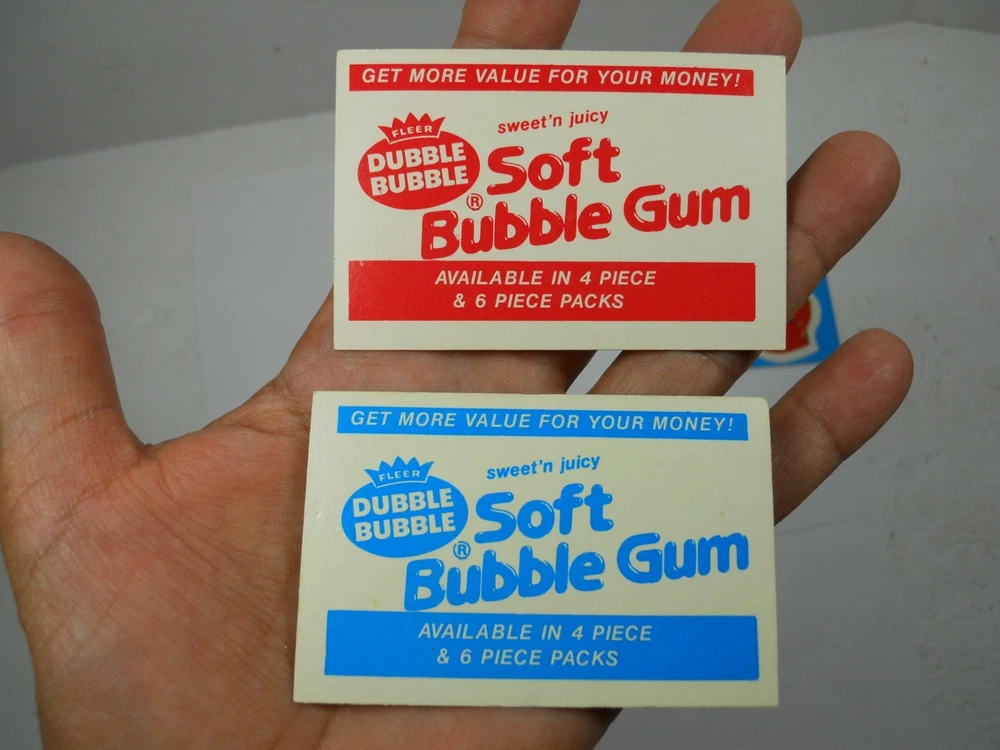 GET MORE VALUE FOR YOUR MONEY!
FLEER
DUBBLE
BUBBLE
®
sweet'n juicy
Soft
Bubble Gum
AVAILABLE IN 4 PIECE
& 6 PIECE PACKS
GET MORE VALUE FOR YOUR MONEY!
FLEER
DUBBLE
BUBBLE
®
sweet'n juicy
Soft
Bubble Gum
AVAILABLE IN 4 PIECE
& 6 PIECE PACKS